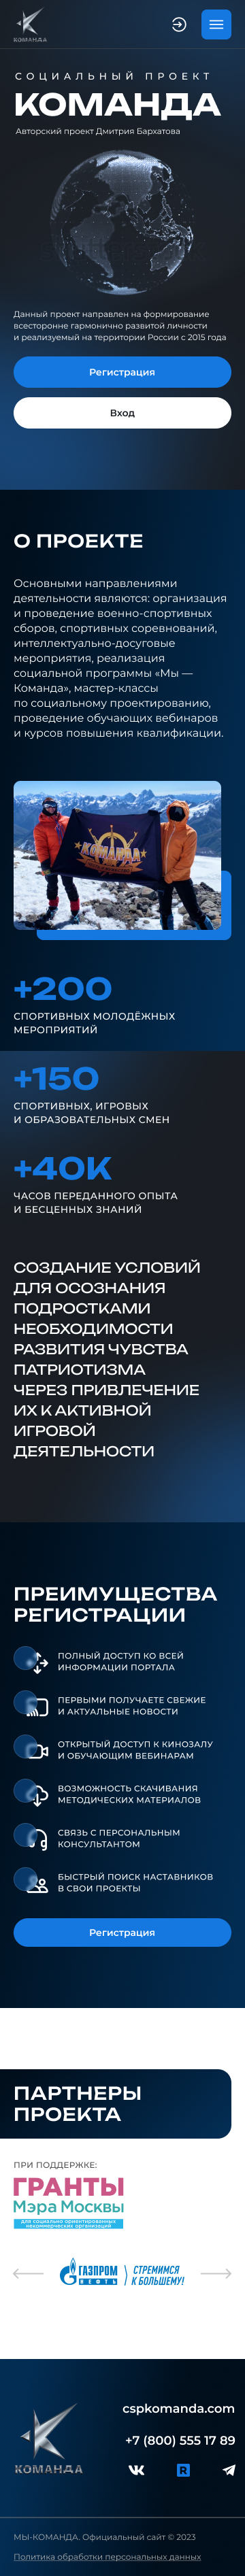 КОМАНДА
СОЦИАЛЬНЫЙ ПРОЕКТ
КОМАНДА
Авторский проект Дмитрия Бархатова
Данный проект направлен на формирование
всесторонне гармонично развитой личности
и реализуемый на территории России с 2015 года
Регистрация
Вход
О ПРОЕКТЕ
Основными направлениями
деятельности являются: организация
и проведение военно-спортивных
сборов, спортивных соревнований,
интеллектуально-досуговые
мероприятия, реализация
социальной программы «Мы —
Команда», мастер-классы
по социальному проектированию,
проведение обучающих вебинаров
и курсов повышения квалификации.
+200
СПОРТИВНЫХ МОЛОДЁЖНЫХ
МЕРОПРИЯТИЙ
+150
СПОРТИВНЫХ, ИГРОВЫХ
И ОБРАЗОВАТЕЛЬНЫХ СМЕН
+40К
ЧАСОВ ПЕРЕДАННОГО ОПЫТА
И БЕСЦЕННЫХ ЗНАНИЙ
СОЗДАНИЕ УСЛОВИЙ
ДЛЯ ОСОЗНАНИЯ
ПОДРОСТКАМИ
НЕОБХОДИМОСТИ
РАЗВИТИЯ ЧУВСТВА
ПАТРИОТИЗМА
ЧЕРЕЗ ПРИВЛЕЧЕНИЕ
ИХ К АКТИВНОЙ
ИГРОВОЙ
ДЕЯТЕЛЬНОСТИ
ПРЕИМУЩЕСТВА
РЕГИСТРАЦИИ
ПОЛНЫЙ ДОСТУП КО ВСЕЙ
ИНФОРМАЦИИ ПОРТАЛА
ПЕРВЫМИ ПОЛУЧАЕТЕ СВЕЖИЕ
И АКТУАЛЬНЫЕ НОВОСТИ
ОТКРЫТЫЙ ДОСТУП К КИНОЗАЛУ
И ОБУЧАЮЩИМ ВЕБИНАРАМ
ВОЗМОЖНОСТЬ СКАЧИВАНИЯ
МЕТОДИЧЕСКИХ МАТЕРИАЛОВ
СВЯЗЬ С ПЕРСОНАЛЬНЫМ
КОНСУЛЬТАНТОМ
БЫСТРЫЙ ПОИСК НАСТАВНИКОВ
В СВОИ ПРОЕКТЫ
Регистрация
ПАРТНЕРЫ
ПРОЕКТА
ПРИ ПОДДЕРЖКЕ:
ГРАНТЫ
Мэра Москвы
для социально ориентированных
некоммерческих организаций
ГАЗПРОМ
НЕФТЬ
СТРЕМИМСЯ
К БОЛЬШЕМУ!
cspkomanda.com
+7 (800) 555 17 89
КОМАНДА
МЫ-КОМАНДА. Официальный сайт © 2023
Политика обработки персональных данных